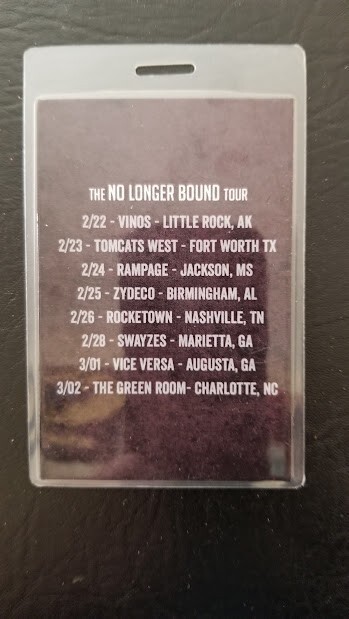 THE NO LONGER BOUND TOUR
2/22 - VINOS - LITTLE ROCK, AK
2/23 - TOMCATS WEST - FORT WORTH TX
2/24 - RAMPAGE - JACKSON, MS
2/25 - ZYDECO - BIRMINGHAM, AL
2/26 - ROCKETOWN - NASHVILLE, TN
2/28 - SWAYZES - MARIETTA, GA
3/01 - VICE VERSA - AUGUSTA, GA
3/02 - THE GREEN ROOM- CHARLOTTE, NC